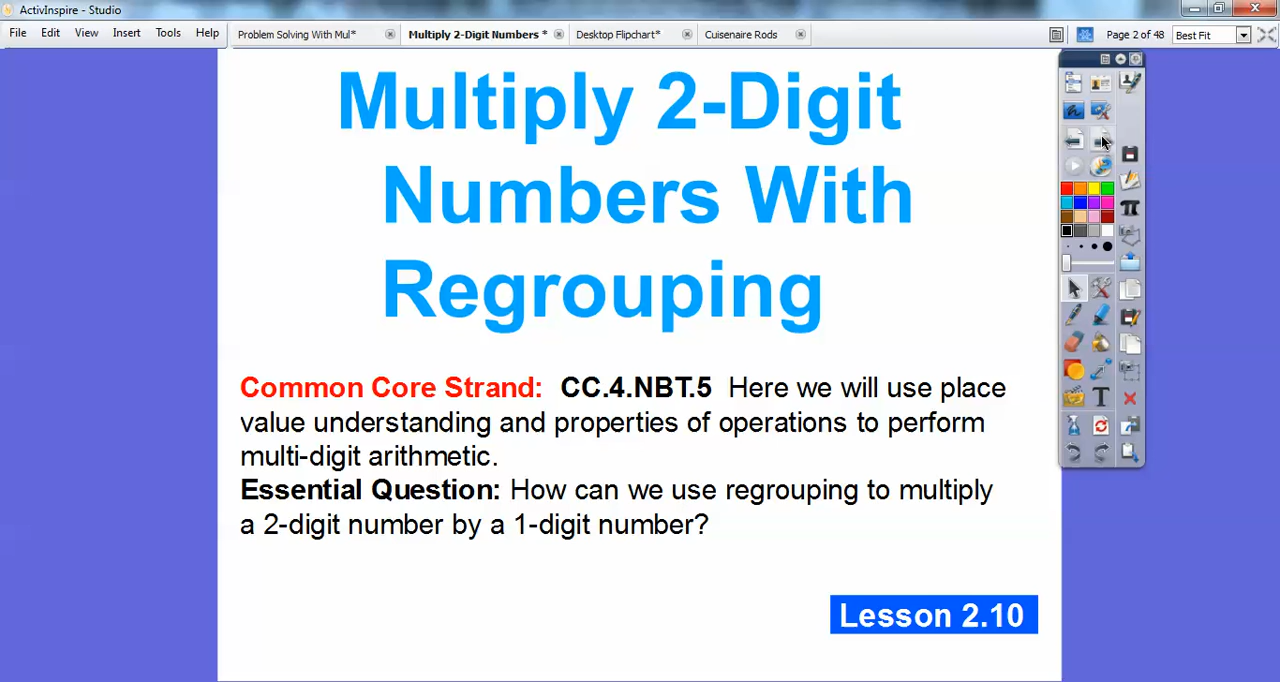 ActivInspire - Studio
File Edit View Insert Tools Help
Problem Solving With Mul* Multiply 2-Digit Numbers * Desktop Flipchart* Cuisenaire Rods
Page 2 of 48 Best Fit
Multiply 2-Digit
Numbers With
Regrouping
Common Core Strand: CC.4.NBT.5 Here we will use place
value understanding and properties of operations to perform
multi-digit arithmetic.
Essential Question: How can we use regrouping to multiply
a 2-digit number by a 1-digit number?
Lesson 2.10